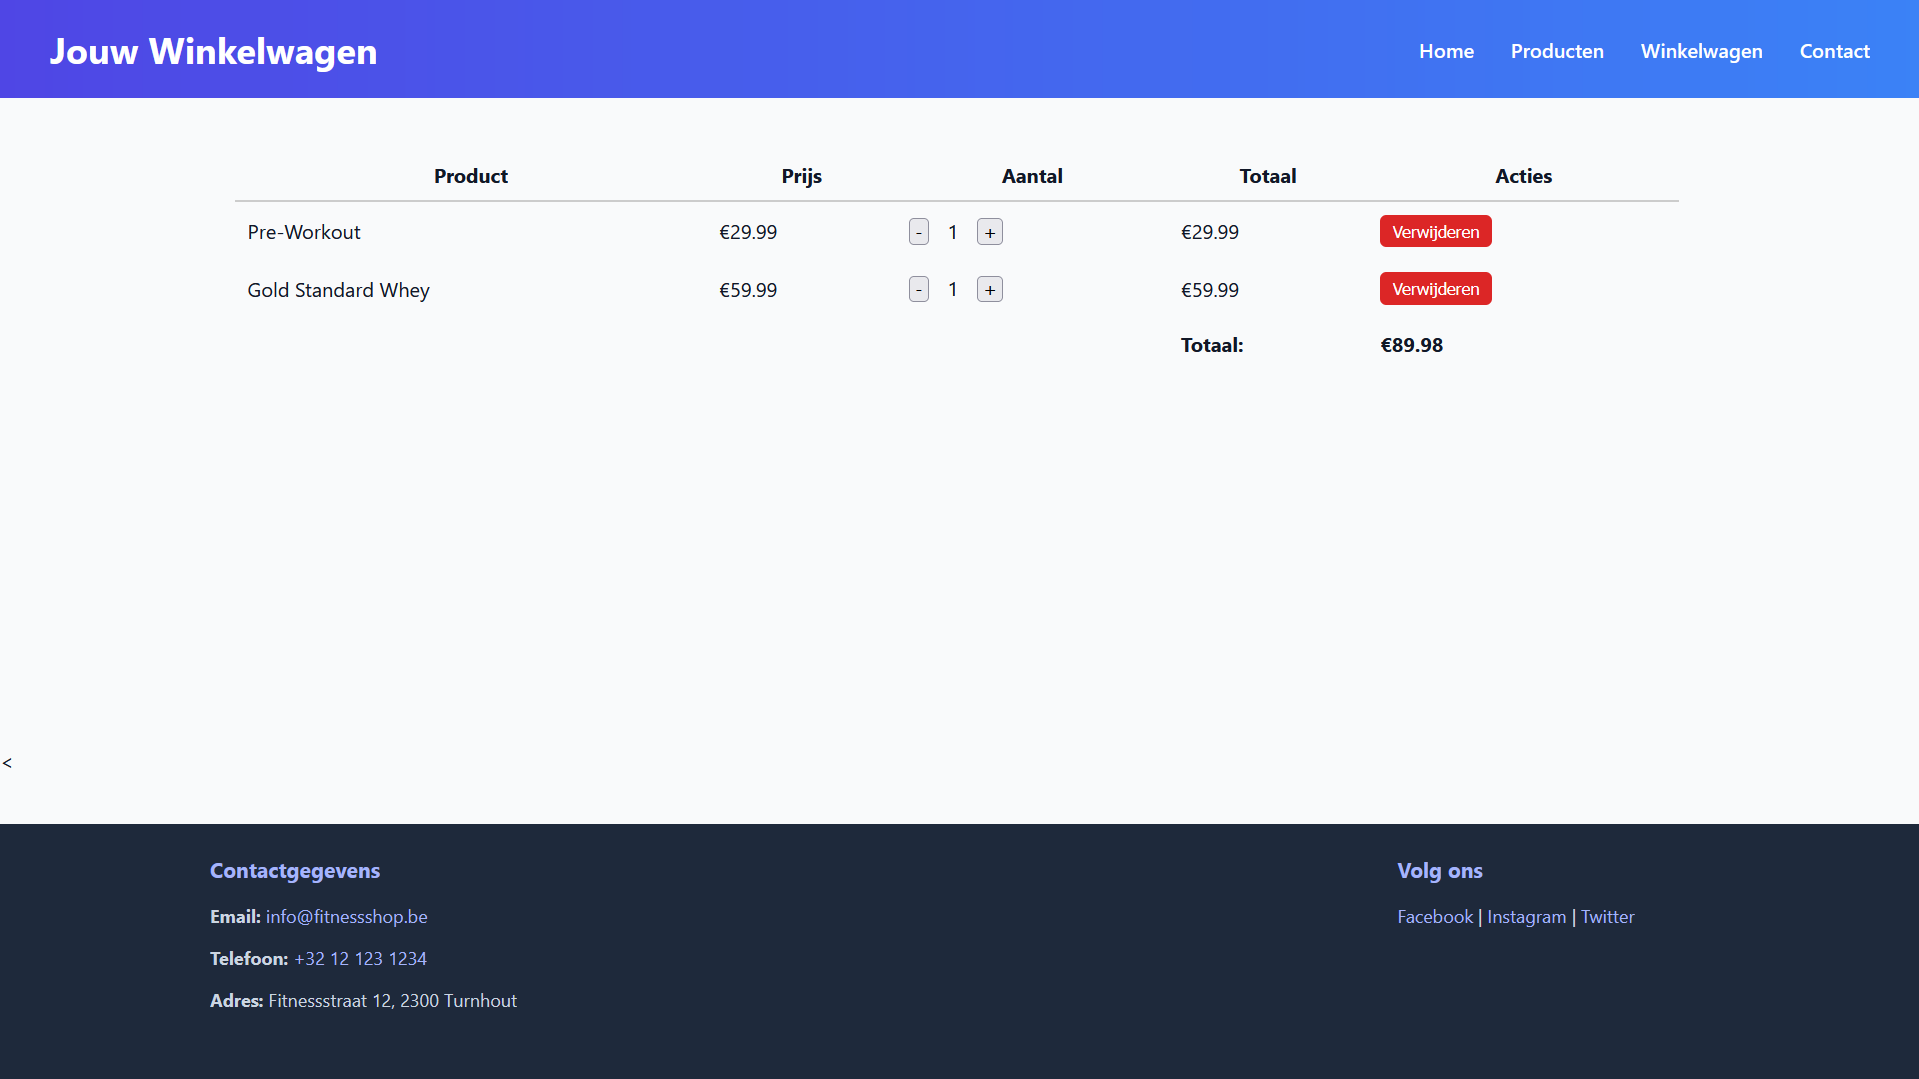 Jouw Winkelwagen Home Producten Winkelwagen Contact
Product Prijs Aantal Totaal Acties
Pre-Workout €29.99 - 1 + €29.99 Verwijderen
Gold Standard Whey €59.99 - 1 + €59.99 Verwijderen
Totaal: €89.98
<
Contactgegevens Volg ons
Email: info@fitnessshop.be Facebook | Instagram | Twitter
Telefoon: +32 12 123 1234
Adres: Fitnessstraat 12, 2300 Turnhout